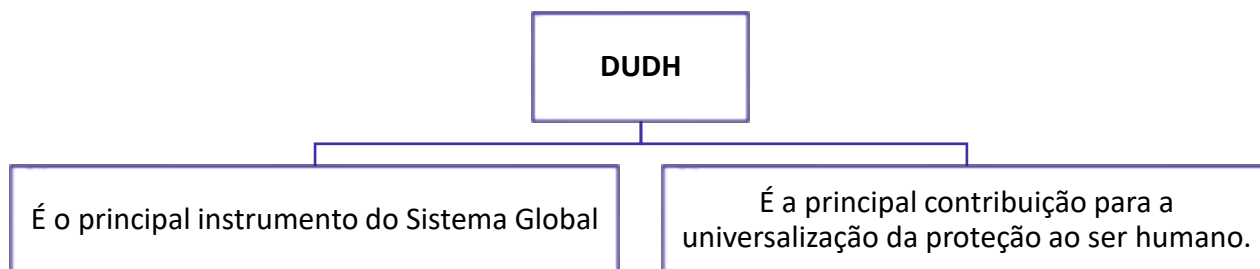 DUDH
É o principal instrumento do Sistema Global
É a principal contribuição para a
universalização da proteção ao ser humano.